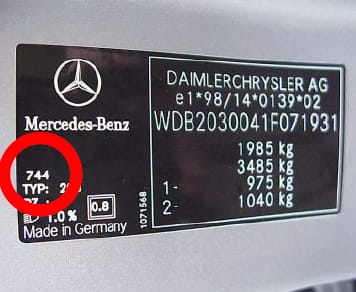 Mercedes-Benz
744
TYP:
1.0%
0.8
1071568
Made in Germany
DAIMLERCHRYSLER AG
e1*98/14*0139*02
WDB2030041F071931
1985 kg
3485 kg
1- 975 kg
2- 1040 kg